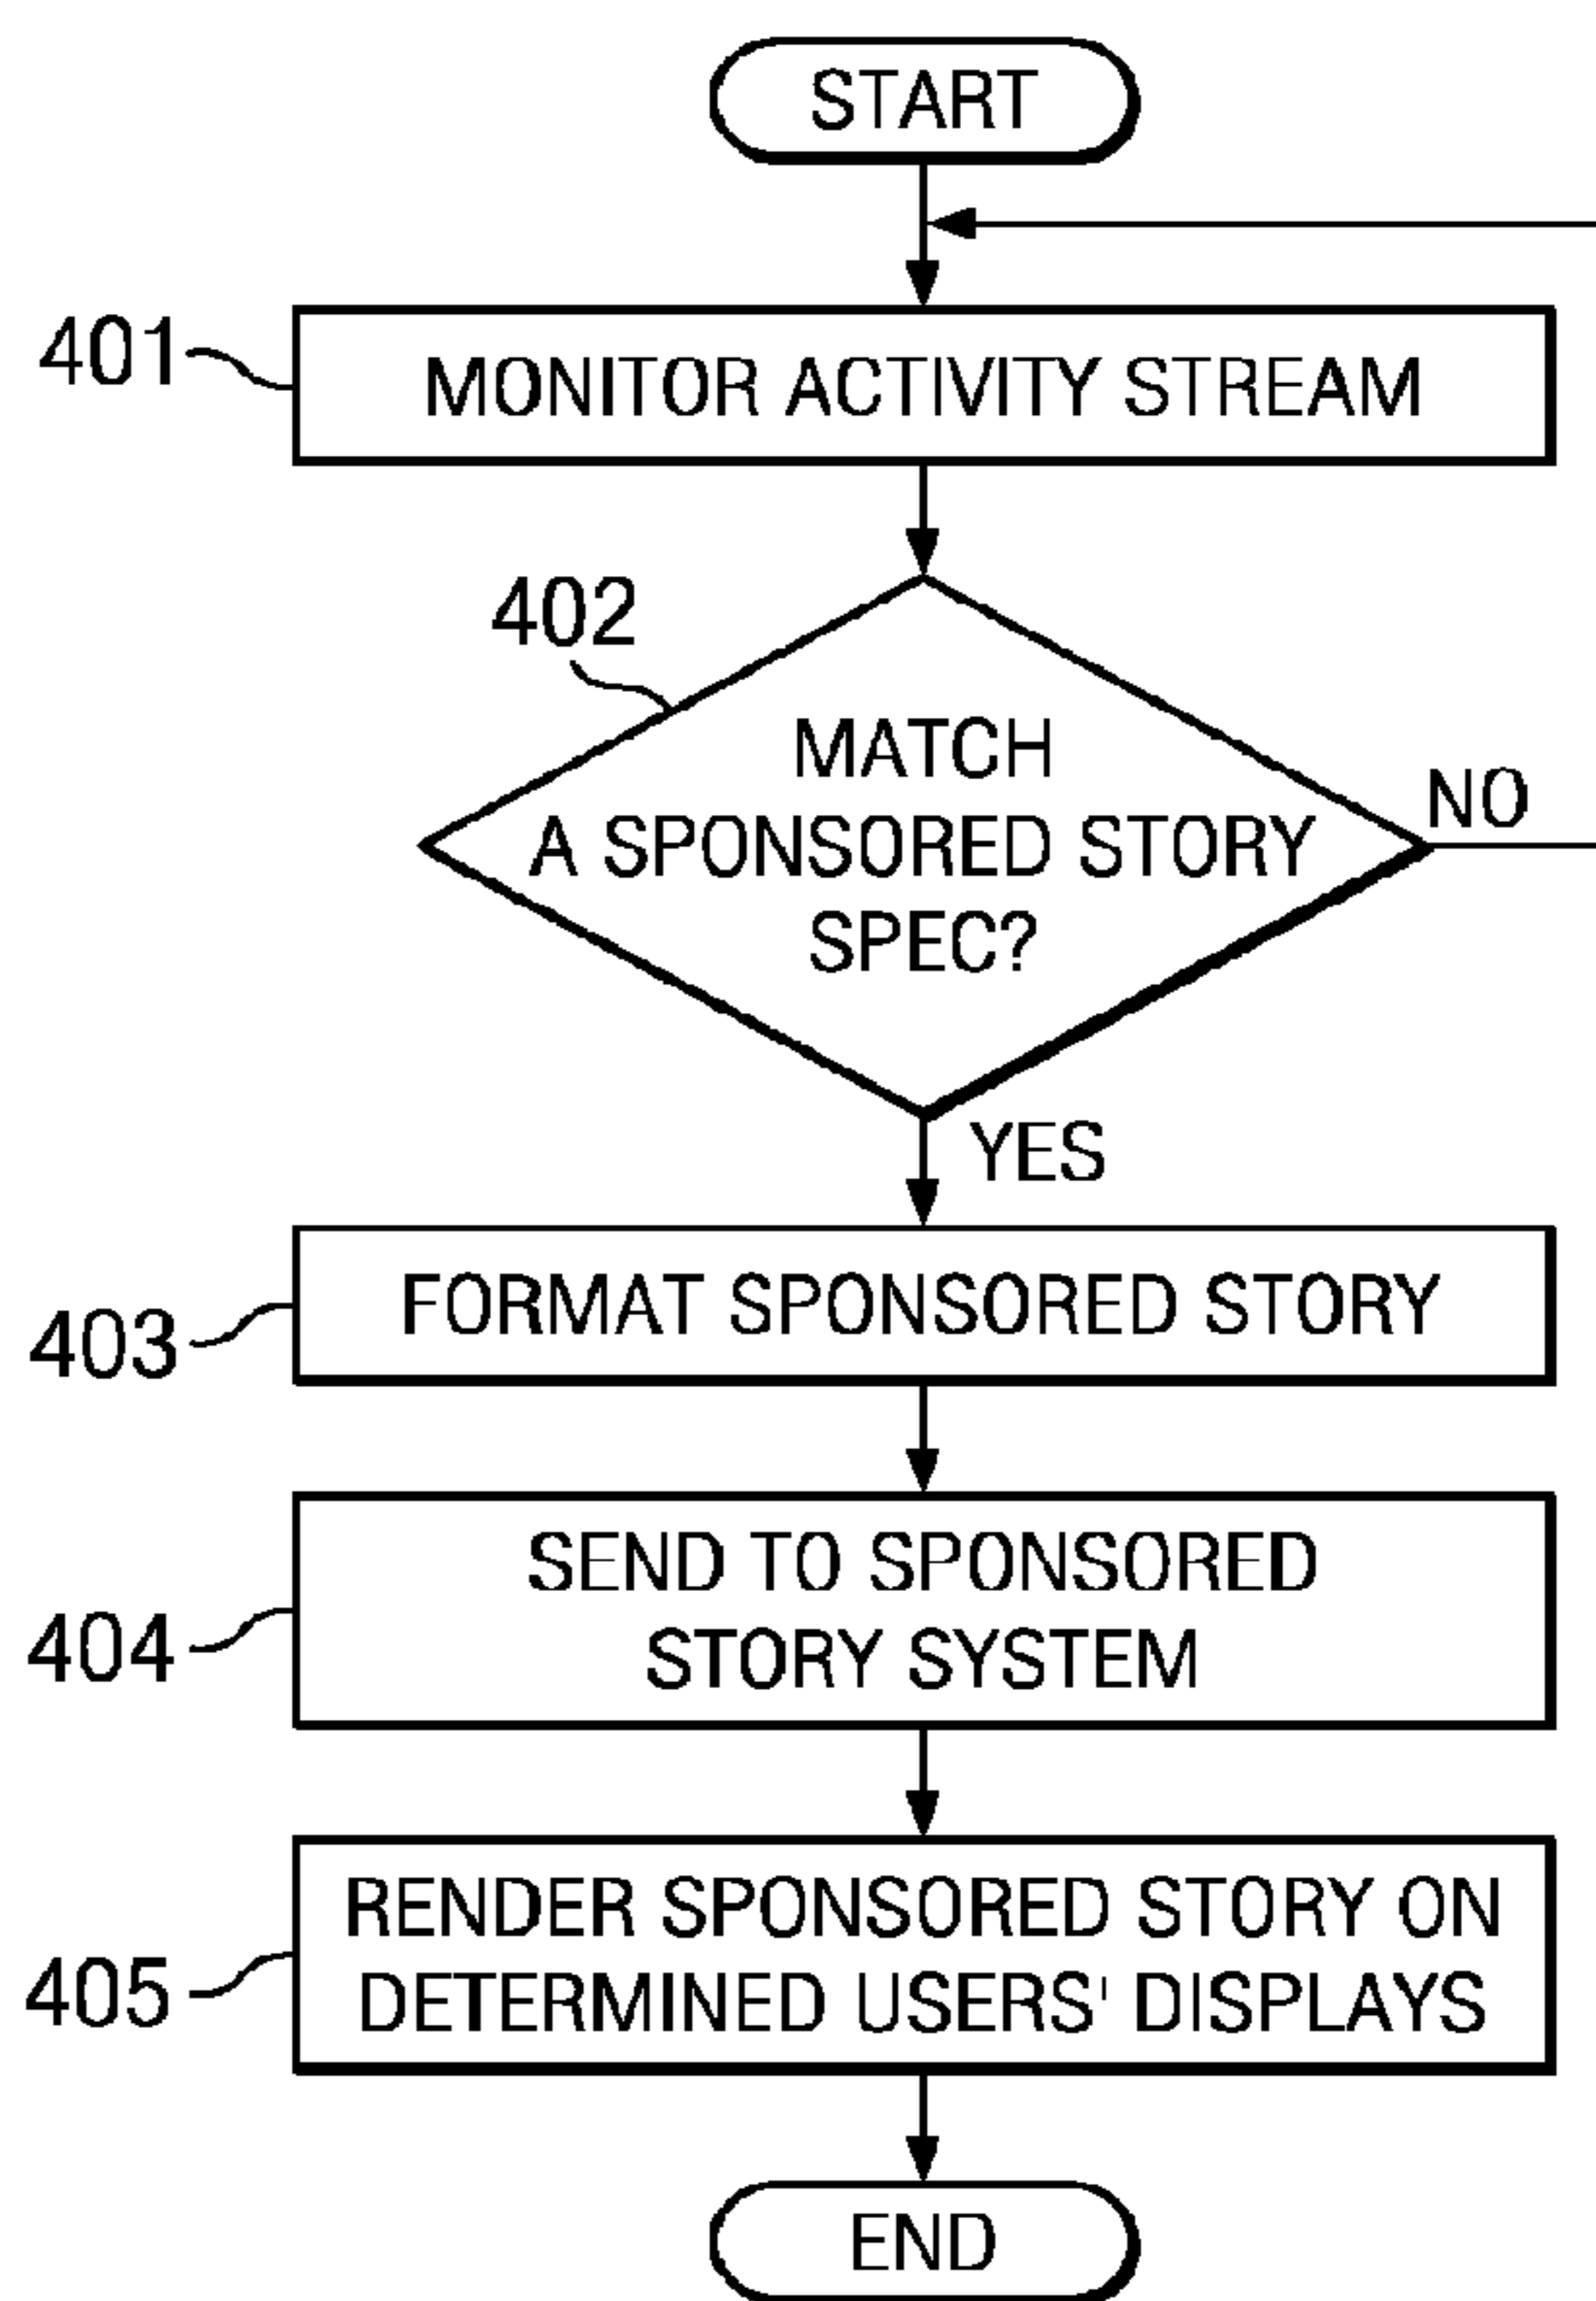 START
401
MONITOR ACTIVITY STREAM
402
MATCH
A SPONSORED STORY
SPEC?
NO
YES
403
FORMAT SPONSORED STORY
404
SEND TO SPONSORED
STORY SYSTEM
405
RENDER SPONSORED STORY ON
DETERMINED USERS' DISPLAYS
END